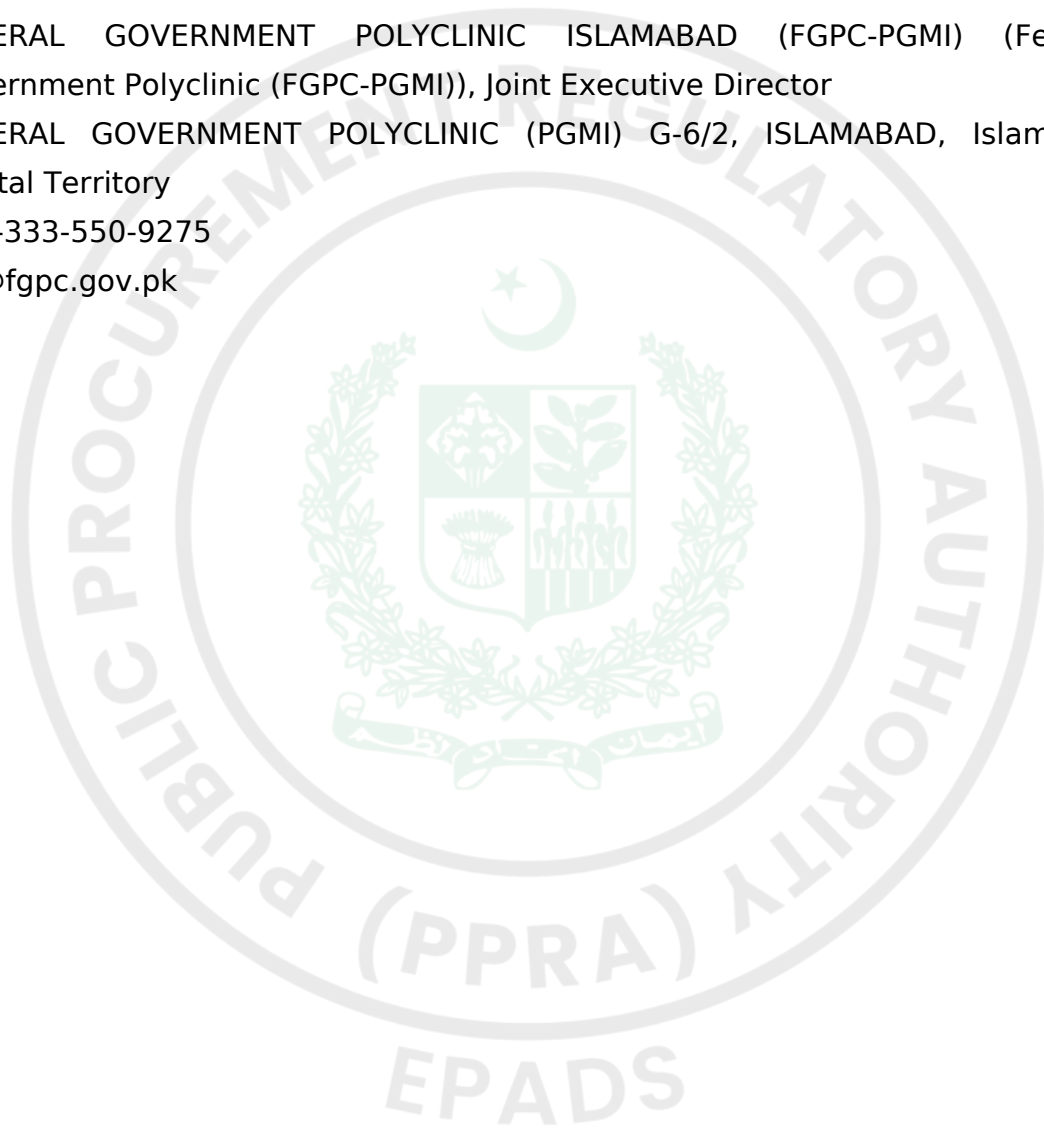 ERAL GOVERNMENT POLYCLINIC ISLAMABAD (FGPC-PGMI) (Fe
ernment Polyclinic (FGPC-PGMI)), Joint Executive Director
ERAL GOVERNMENT POLYCLINIC (PGMI) G-6/2, ISLAMABAD, Islam
tal Territory
-333-550-9275
@fgpc.gov.pk
PUBLIC PROCUREMENT REGULATORY AUTHORITY
(PPRA)
EPADS